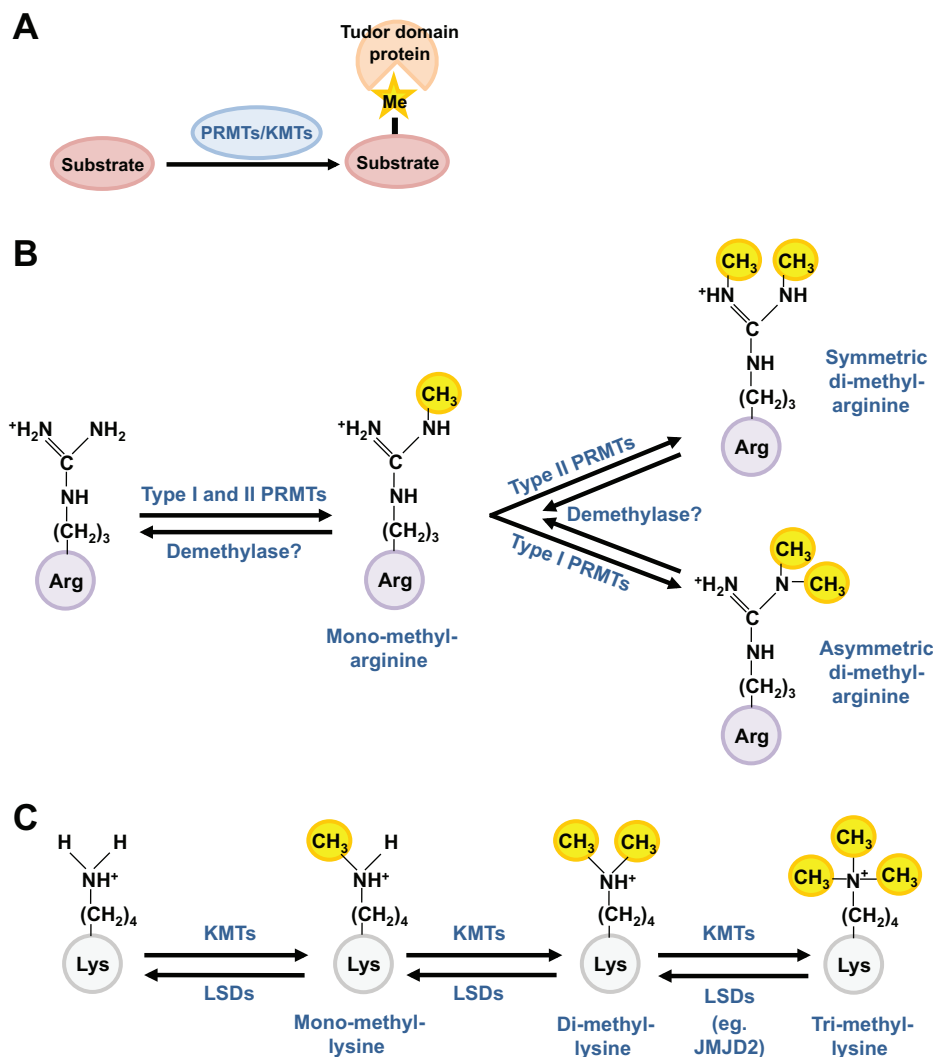 A
Tudor domain
protein
Me
PRMTs/KMTs
Substrate
Substrate
B
CH₃ CH₃
⁺HN NH
C
NH
(CH₂)₃
Arg
Symmetric
di-methyl-
arginine
⁺H₂N NH₂
C
NH
(CH₂)₃
Arg
Type I and II PRMTs
Demethylase?
CH₃
⁺H₂N NH
C
NH
(CH₂)₃
Arg
Mono-methyl-
arginine
Type II PRMTs
Demethylase?
Type I PRMTs
CH₃
⁺H₂N N CH₃
C
NH
(CH₂)₃
Arg
Asymmetric
di-methyl-
arginine
C
H H
NH⁺
(CH₂)₄
Lys
KMTs
LSDs
CH₃ H
NH⁺
(CH₂)₄
Lys
Mono-methyl-
lysine
KMTs
LSDs
CH₃ CH₃
NH⁺
(CH₂)₄
Lys
Di-methyl-
lysine
KMTs
LSDs
(eg.
JMJD2)
CH₃
CH₃ N⁺ CH₃
(CH₂)₄
Lys
Tri-methyl-
lysine